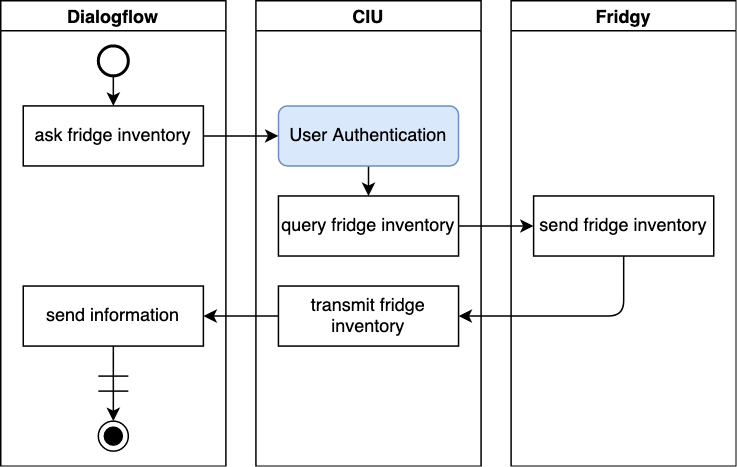 Dialogflow
CIU
Fridgy
ask fridge inventory
User Authentication
query fridge inventory
send fridge inventory
send information
transmit fridge
inventory